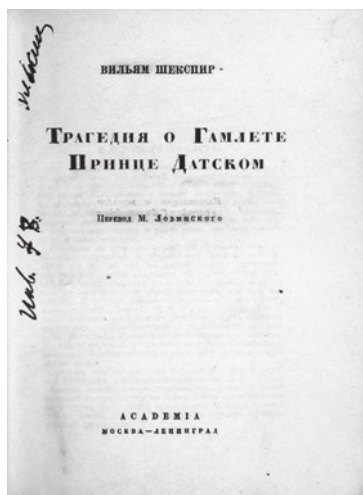 ВИЛЬЯМ ШЕКСПИР
ТРАГЕДИЯ О ГАМЛЕТЕ
ПРИНЦЕ ДАТСКОМ
Перевод М. Лозинского
ACADEMIA
МОСКВА—ЛЕНИНГРАД